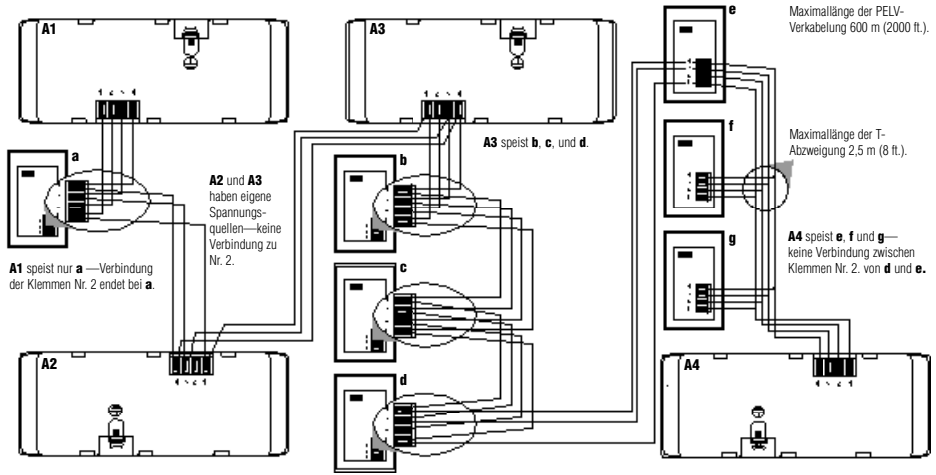 A1
A3
e
Maximallänge der PELV-
Verkabelung 600 m (2000 ft.).
A3 speist b, c, und d.
f
Maximallänge der T-
Abzweigung 2,5 m (8 ft.).
a
b
A2 und A3
haben eigene
Spannungs-
quellen—keine
Verbindung zu
Nr. 2.
A1 speist nur a —Verbindung
der Klemmen Nr. 2 endet bei a.
g
A4 speist e, f und g—
keine Verbindung zwischen
Klemmen Nr. 2. von d und e.
c
A2
d
A4